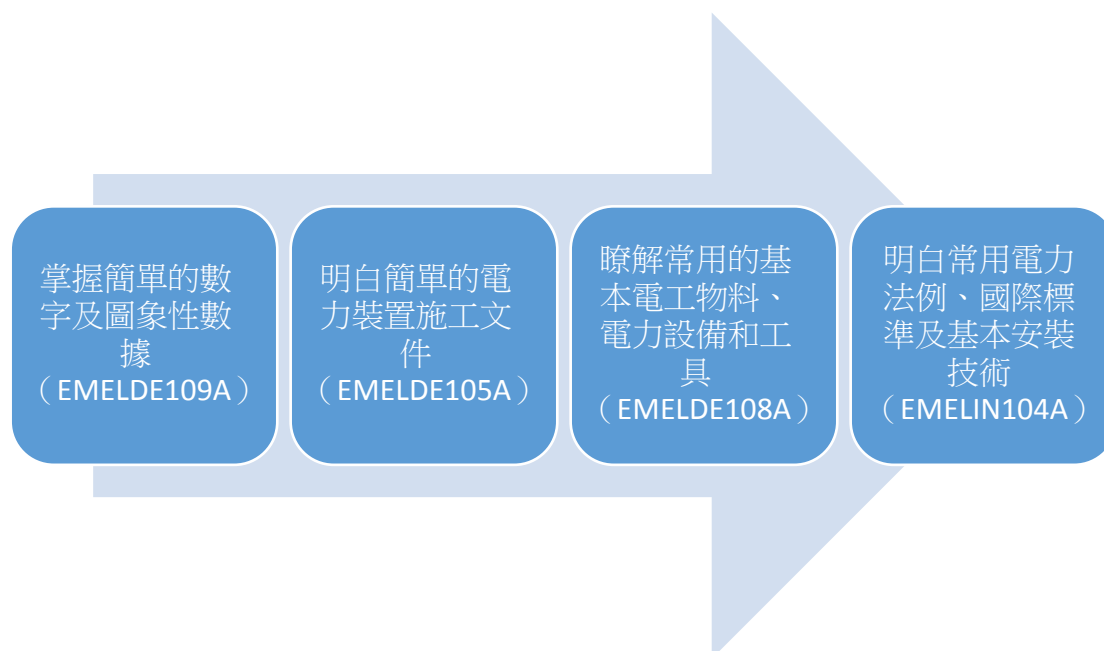 掌握簡單的數
字及圖象性數
據
（EMELDE109A）
明白簡單的電
力裝置施工文
件
（EMELDE105A）
瞭解常用的基
本電工物料、
電力設備和工
具
（EMELDE108A）
明白常用電力
法例、國際標
準及基本安裝
技術
（EMELIN104A）